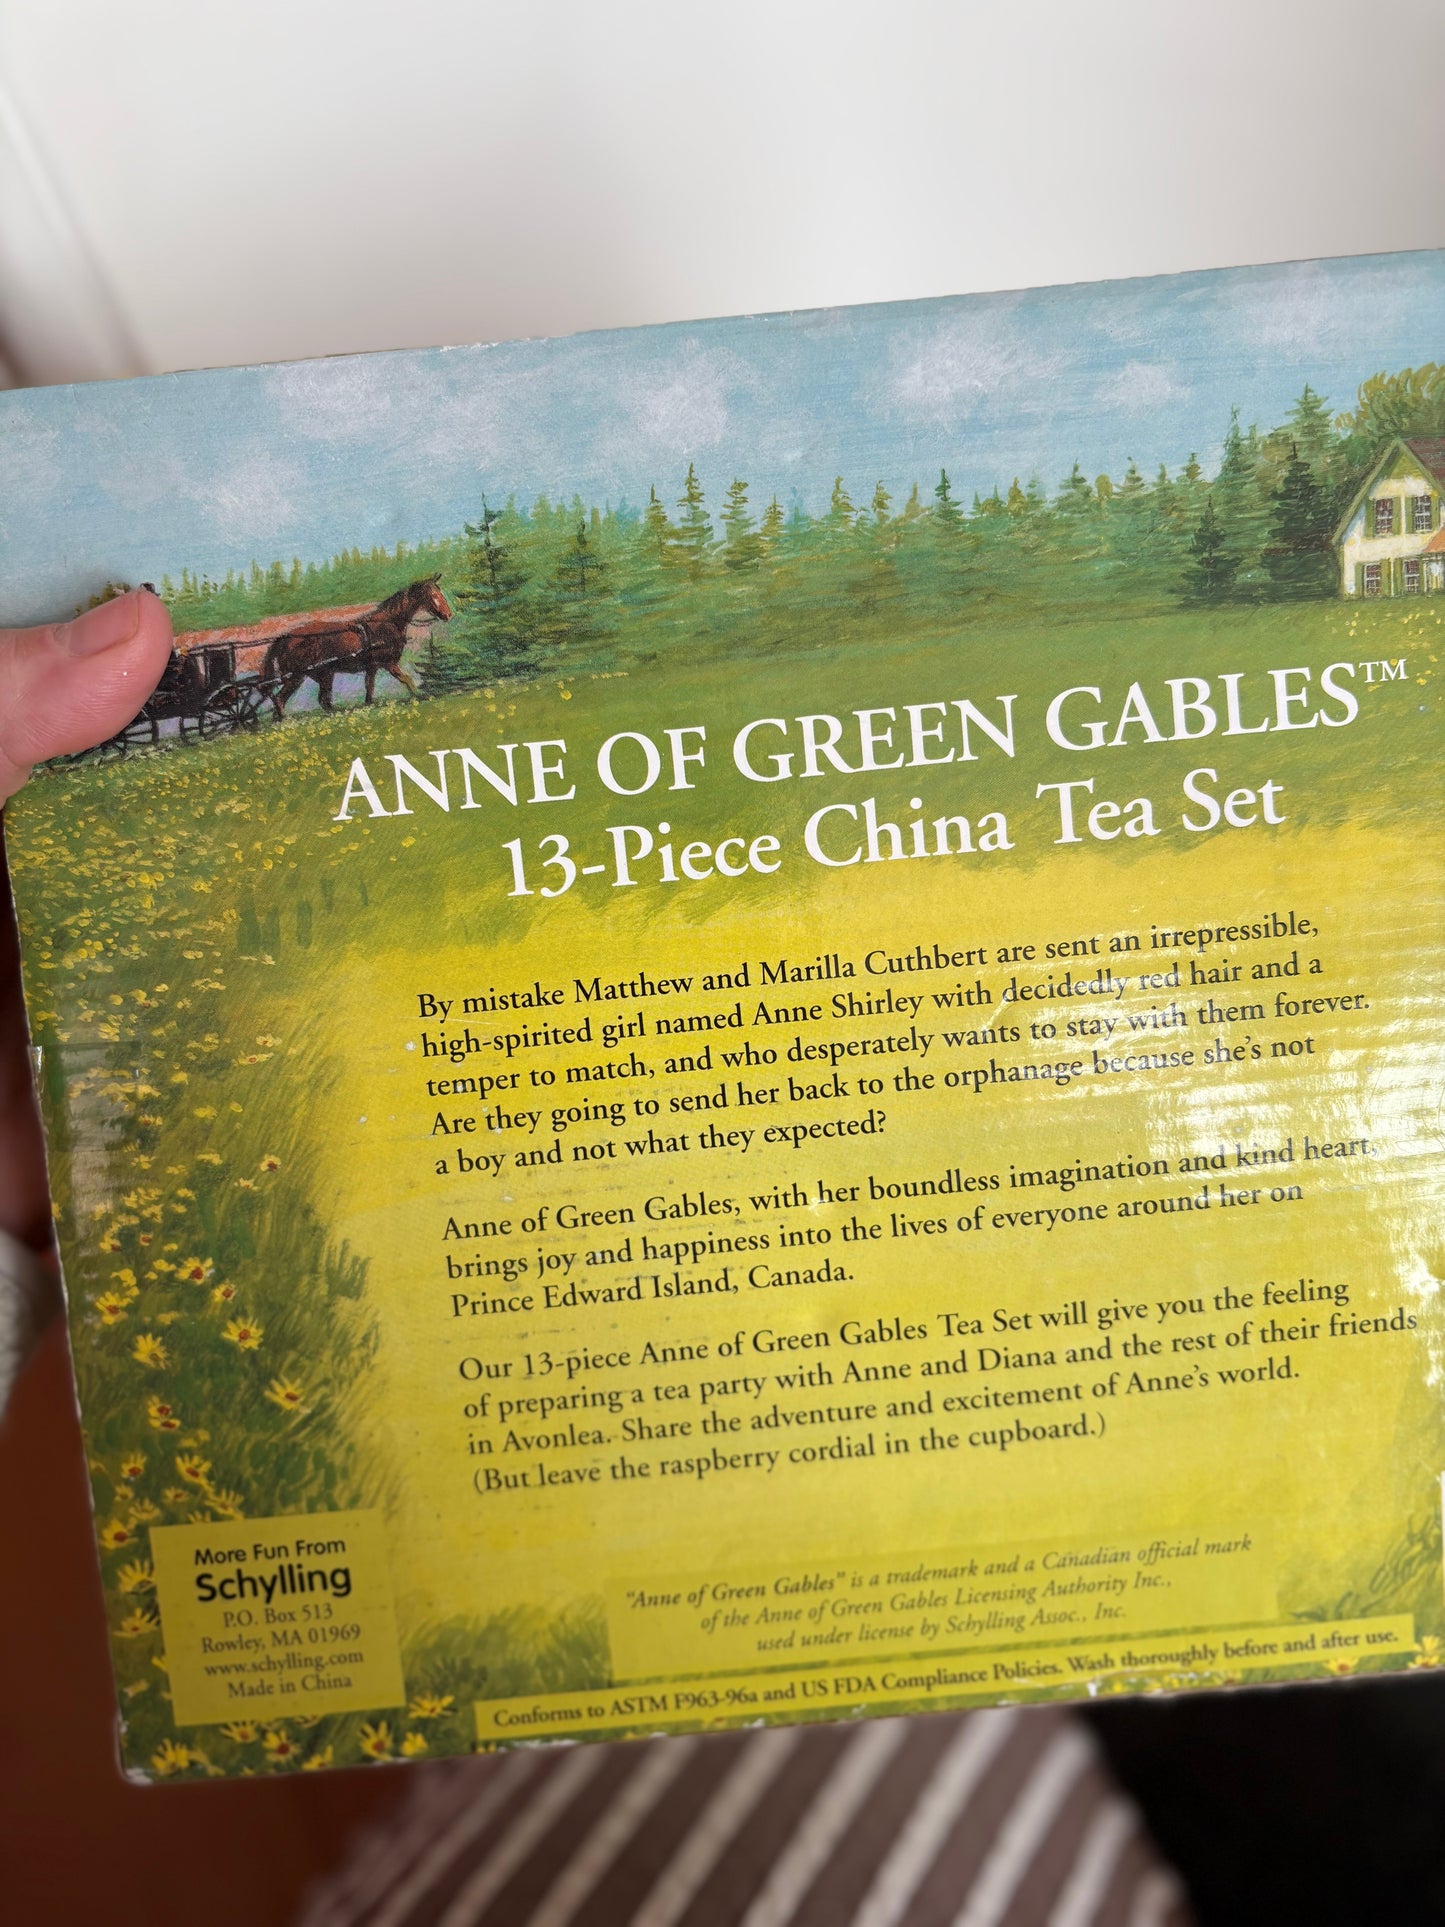 ANNE OF GREEN GABLES™
13-Piece China Tea Set
By mistake Matthew and Marilla Cuthbert are sent an irrepressible,
high-spirited girl named Anne Shirley with decidedly red hair and a
temper to match, and who desperately wants to stay with them forever.
Are they going to send her back to the orphanage because she's not
a boy and not what they expected?
Anne of Green Gables, with her boundless imagination and kind heart,
brings joy and happiness into the lives of everyone around her on
Prince Edward Island, Canada.
Our 13-piece Anne of Green Gables Tea Set will give you the feeling
of preparing a tea party with Anne and Diana and the rest of their friends
in Avonlea. Share the adventure and excitement of Anne's world.
(But leave the raspberry cordial in the cupboard.)
More Fun From
Schylling
P.O. Box 513
Rowley, MA 01969
www.schylling.com
Made in China
"Anne of Green Gables" is a trademark and a Canadian official mark
of the Anne of Green Gables Licensing Authority Inc.,
used under license by Schylling Assoc., Inc.
Conforms to ASTM F963-96a and US FDA Compliance Policies. Wash thoroughly before and after use.